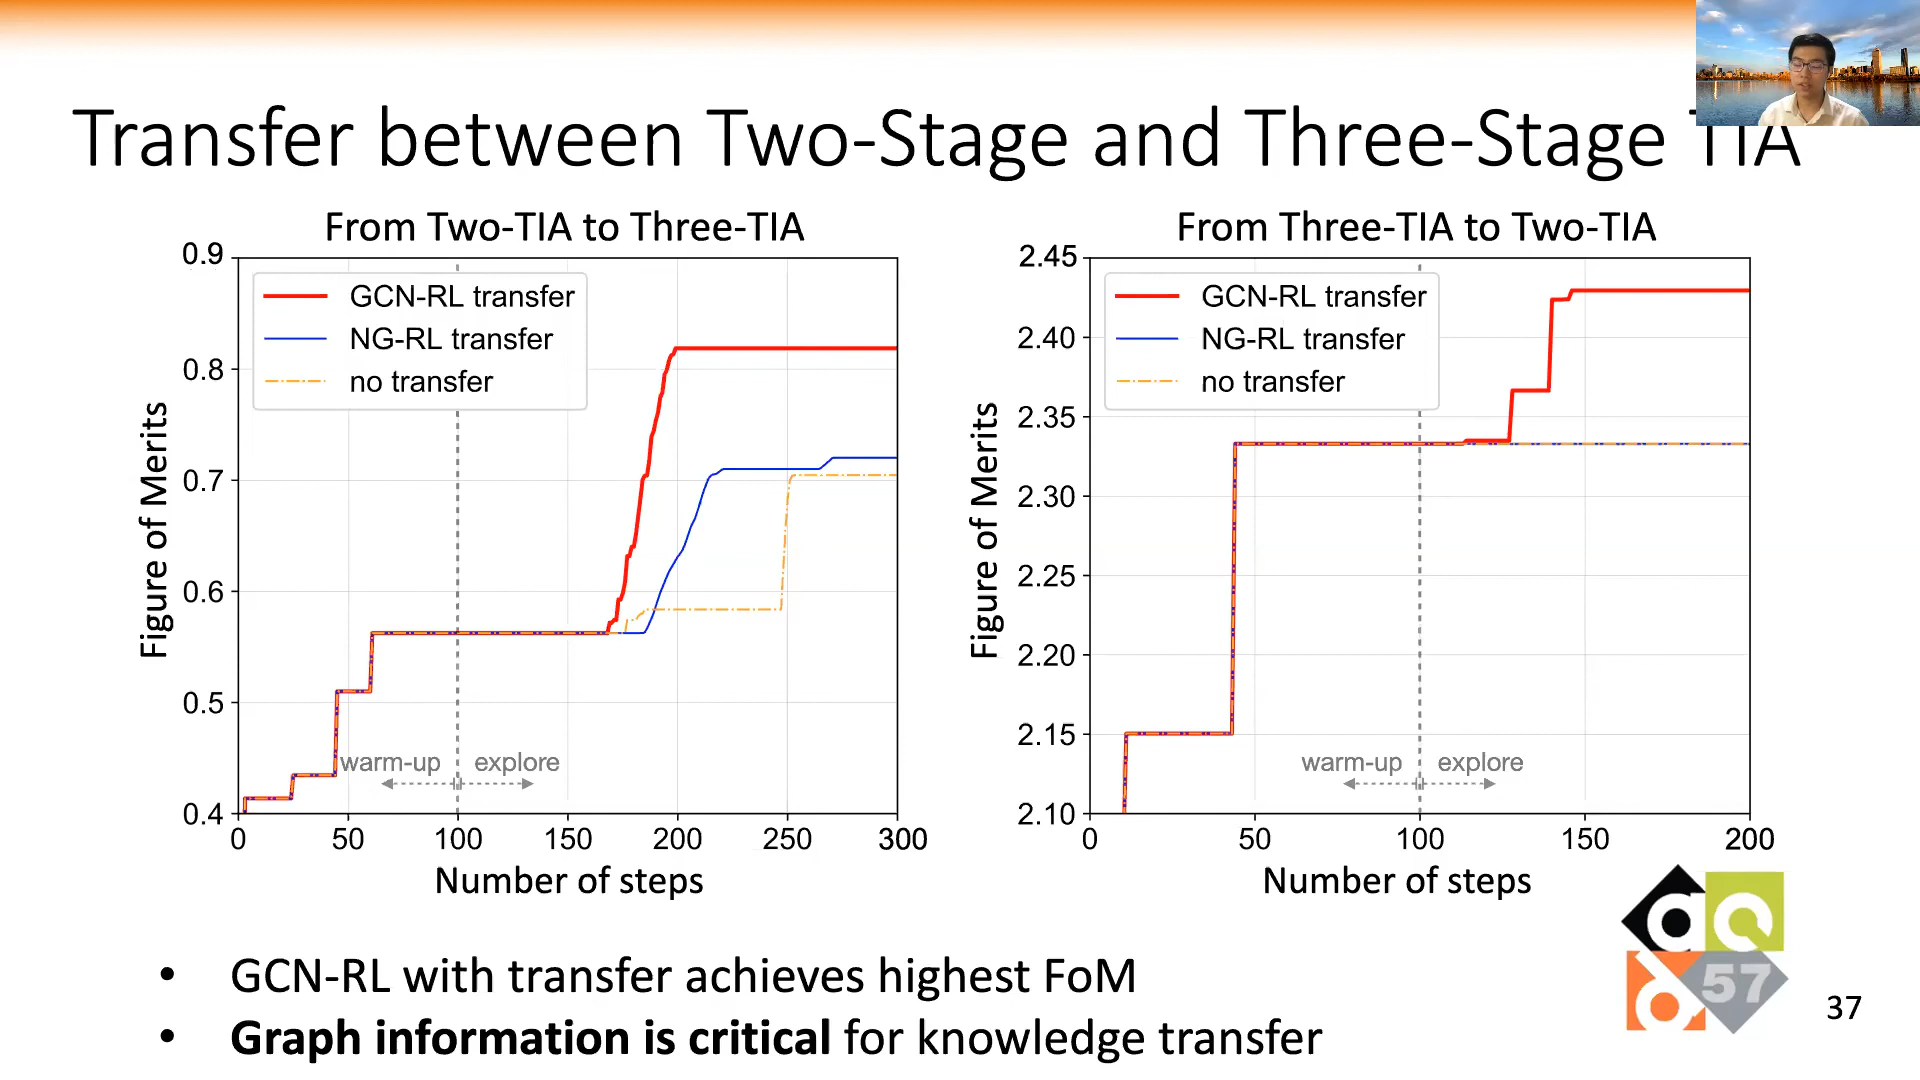 Transfer between Two-Stage and Three-Stage TIA
From Two-TIA to Three-TIA
0.9
0.8
0.7
0.6
0.5
0.4
Figure of Merits
GCN-RL transfer
NG-RL transfer
no transfer
warm-up
explore
0 50 100 150 200 250 300
Number of steps
From Three-TIA to Two-TIA
2.45
2.40
2.35
2.30
2.25
2.20
2.15
2.10
Figure of Merits
GCN-RL transfer
NG-RL transfer
no transfer
warm-up
explore
0 50 100 150 200
Number of steps
• GCN-RL with transfer achieves highest FoM
• Graph information is critical for knowledge transfer
57
37